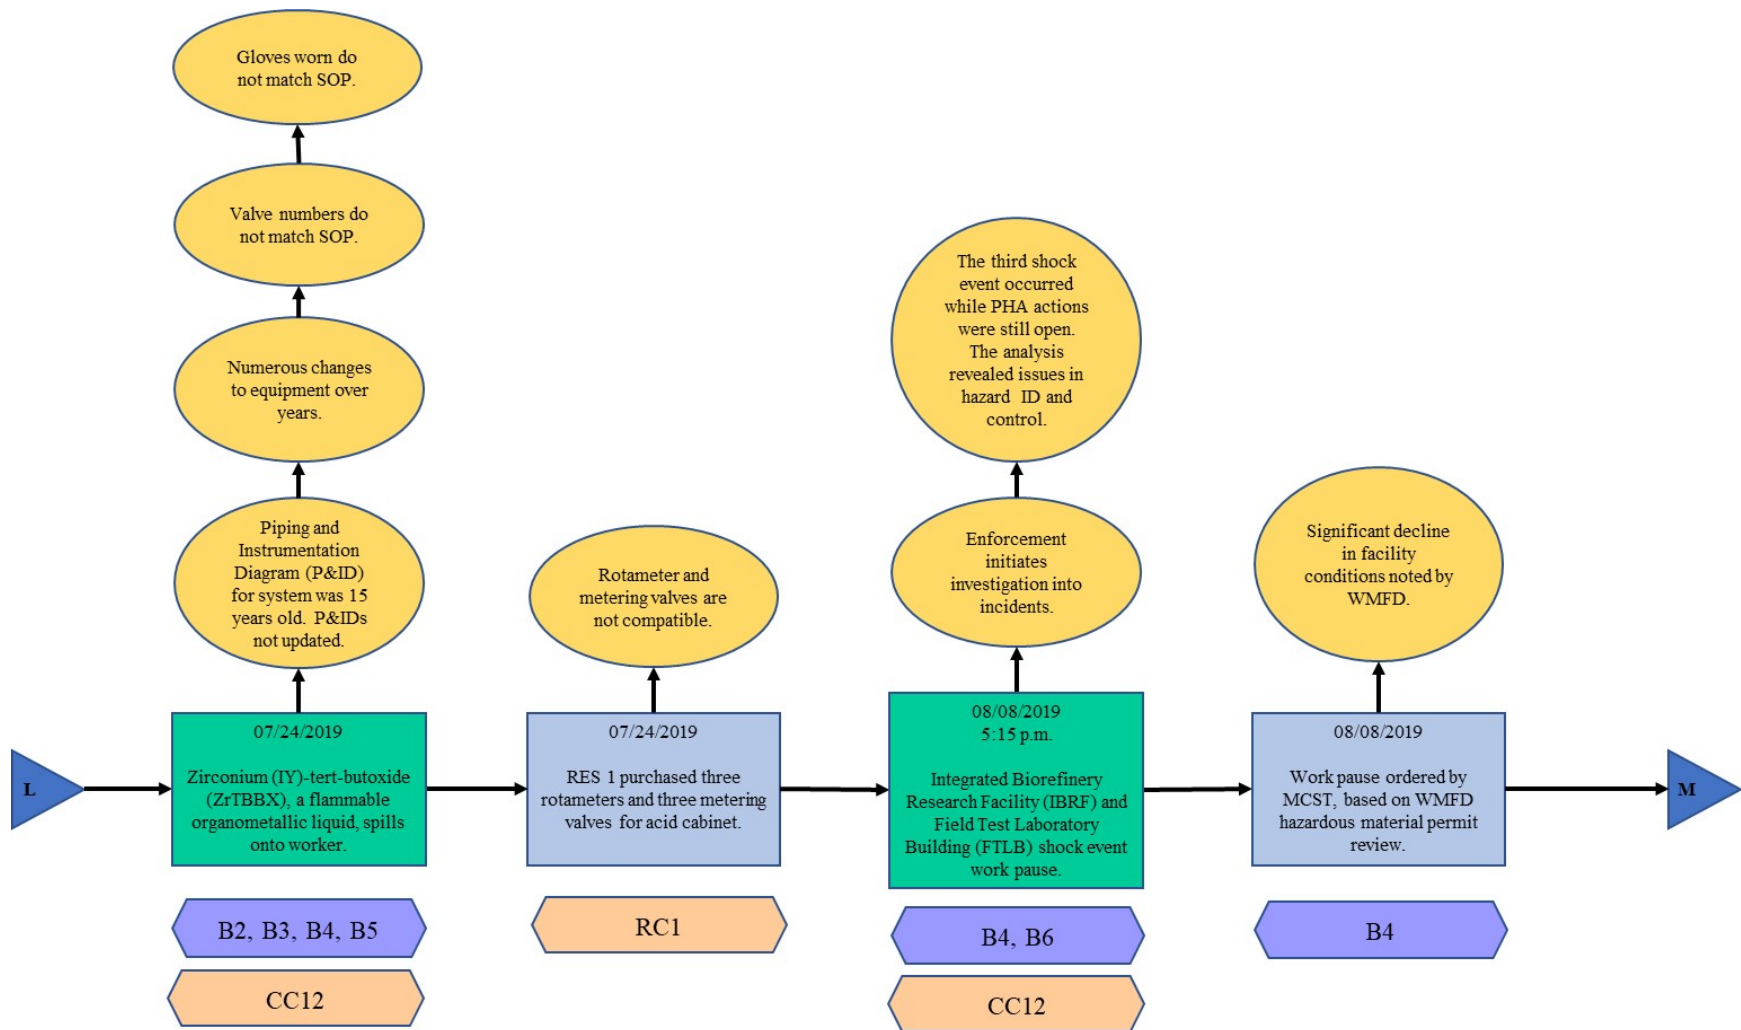 Gloves worn do
not match SOP.
Valve numbers do
not match SOP.
Numerous changes
to equipment over
years.
Piping and
Instrumentation
Diagram (P&ID)
for system was 15
years old. P&IDs
not updated.
Rotameter and
metering valves are
not compatible.
The third shock
event occurred
while PHA actions
were still open.
The analysis
revealed issues in
hazard ID and
control.
Enforcement
initiates
investigation into
incidents.
Significant decline
in facility
conditions noted by
WMFD.
L
07/24/2019
Zirconium (IY)-tert-butoxide
(ZrTBBX), a flammable
organometallic liquid, spills
onto worker.
07/24/2019
RES 1 purchased three
rotameters and three metering
valves for acid cabinet.
08/08/2019
5:15 p.m.
Integrated Biorefinery
Research Facility (IBRF) and
Field Test Laboratory
Building (FTLB) shock event
work pause.
08/08/2019
Work pause ordered by
MCST, based on WMFD
hazardous material permit
review.
M
B2, B3, B4, B5
CC12
RC1
B4, B6
CC12
B4